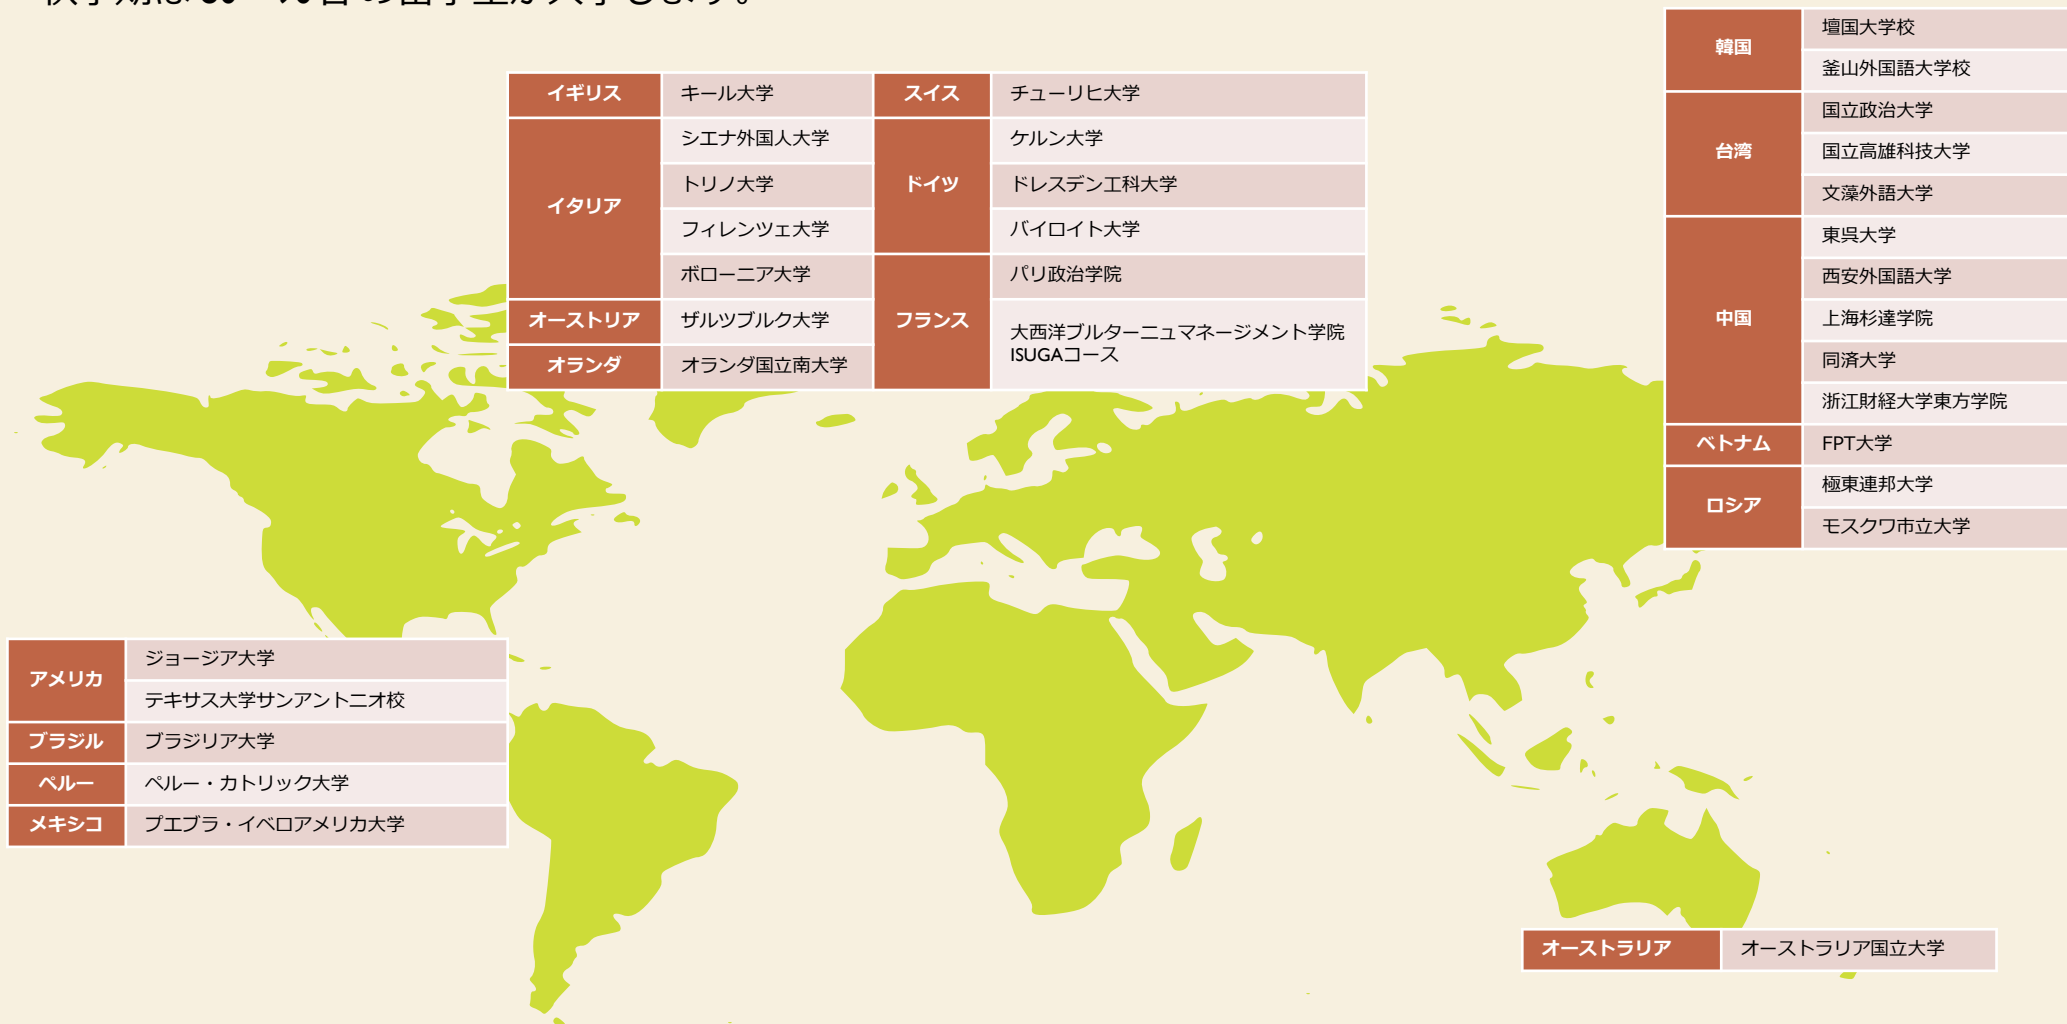 韓国 壇国大学校
釜山外国語大学校
台湾 国立政治大学
国立高雄科技大学
文藻外語大学
中国 東呉大学
西安外国語大学
上海杉達学院
同済大学
浙江財経大学東方学院
ベトナム FPT大学
ロシア 極東連邦大学
モスクワ市立大学
イギリス キール大学 スイス チューリヒ大学
イタリア シエナ外国人大学 ドイツ ケルン大学
トリノ大学 ドレスデン工科大学
フィレンツェ大学 バイロイト大学
ボローニア大学 フランス パリ政治学院
オーストリア ザルツブルク大学 大西洋ブルターニュマネージメント学院
オランダ オランダ国立南大学 ISUGAコース
アメリカ ジョージア大学
テキサス大学サンアントニオ校
ブラジル ブラジリア大学
ペルー ペルー・カトリック大学
メキシコ プエブラ・イベロアメリカ大学
オーストラリア オーストラリア国立大学